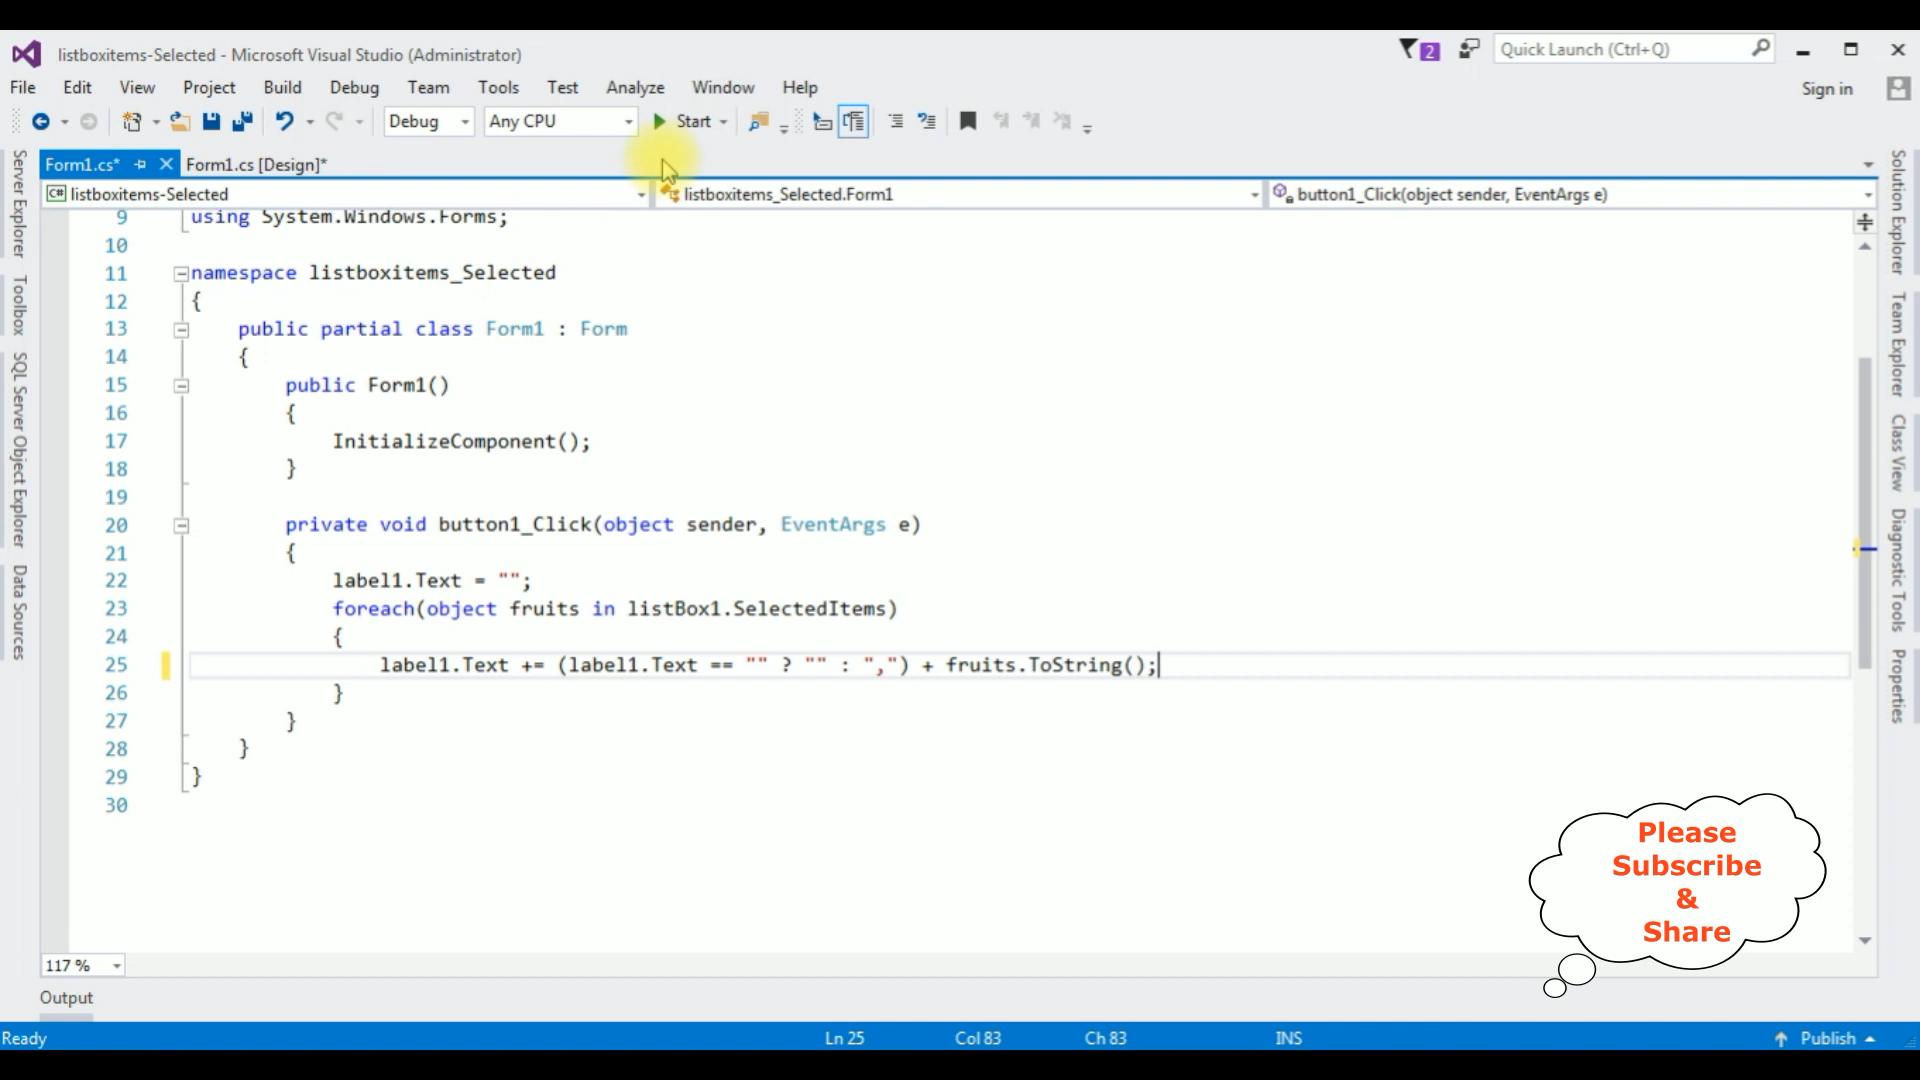 listboxitems-Selected - Microsoft Visual Studio (Administrator)
2
Quick Launch (Ctrl+Q)
File Edit View Project Build Debug Team Tools Test Analyze Window Help
Sign in
Debug Any CPU Start
Form1.cs* Form1.cs [Design]*
C# listboxitems-Selected listboxitems_Selected.Form1 button1_Click(object sender, EventArgs e)
9 using System.Windows.Forms;
10
11 namespace listboxitems_Selected
12 {
13 public partial class Form1 : Form
14 {
15 public Form1()
16 {
17 InitializeComponent();
18 }
19
20 private void button1_Click(object sender, EventArgs e)
21 {
22 label1.Text = "";
23 foreach(object fruits in listBox1.SelectedItems)
24 {
25 label1.Text += (label1.Text == "" ? "" : ",") + fruits.ToString();
26 }
27 }
28 }
29 }
30
Server Explorer
Toolbox
SQL Server Object Explorer
Data Sources
Solution Explorer
Team Explorer
Class View
Diagnostic Tools
Properties
Please
Subscribe
&
Share
117 %
Output
Ready Ln 25 Col 83 Ch 83 INS Publish